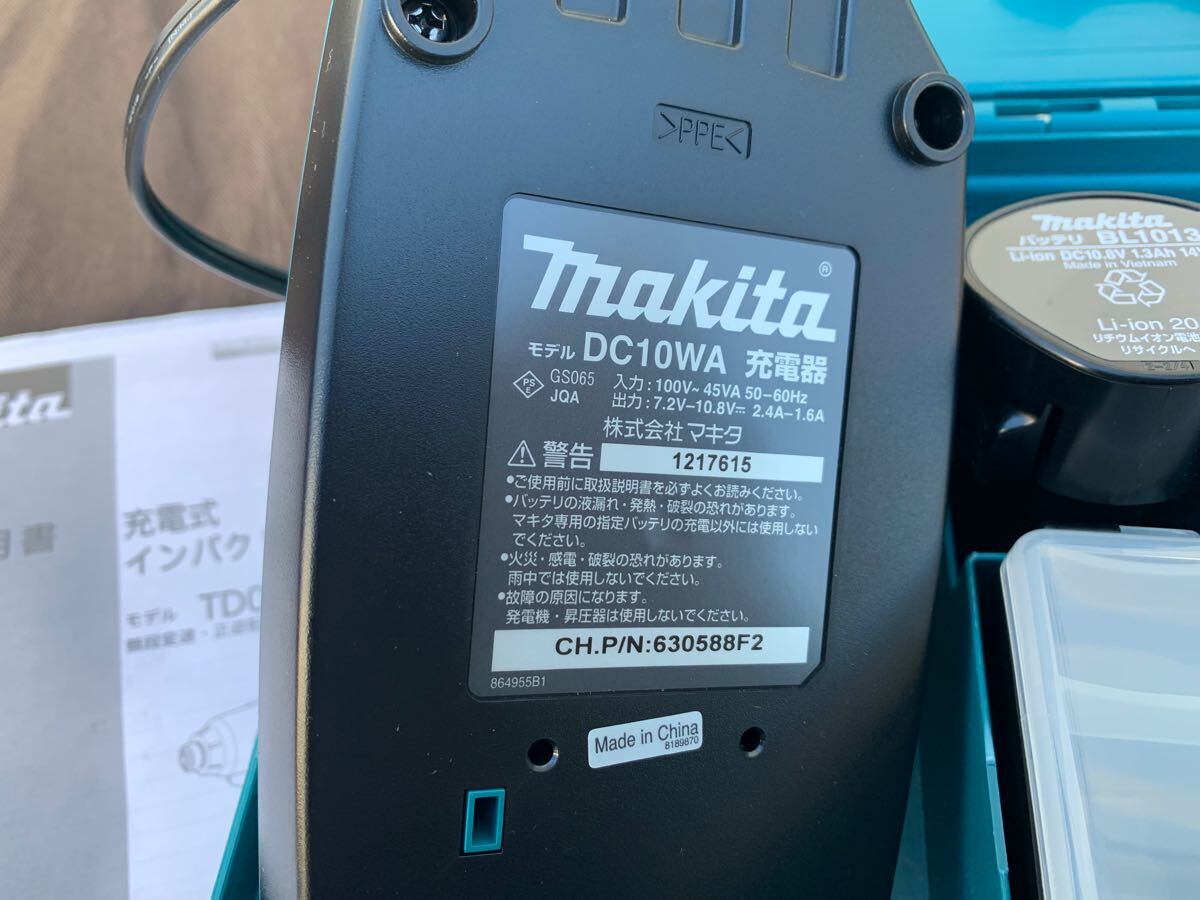 >PPE<
makita®
モデル DC10WA 充電器
PS E GS065 JQA
入力:100V~ 45VA 50-60Hz
出力:7.2V-10.8V⎓ 2.4A-1.6A
株式会社 マキタ
⚠警告 1217615
•ご使用前に取扱説明書を必ずよくお読みください。
•バッテリの液漏れ・発熱・破裂の恐れがあります。
マキタ専用の指定バッテリの充電以外には使用しない
でください。
•火災・感電・破裂の恐れがあります。
雨中では使用しないでください。
•故障の原因になります。
発電機・昇圧器は使用しないでください。
CH.P/N:630588F2
864955B1
Made in China
8189870
makita
バッテリ BL1013
Li-ion DC10.8V 1.3Ah 14
Made in Vietnam
Li-ion 20
リチウムイオン電池
リサイクルへ
ita
明書
充電式
インパク
モデル TD0